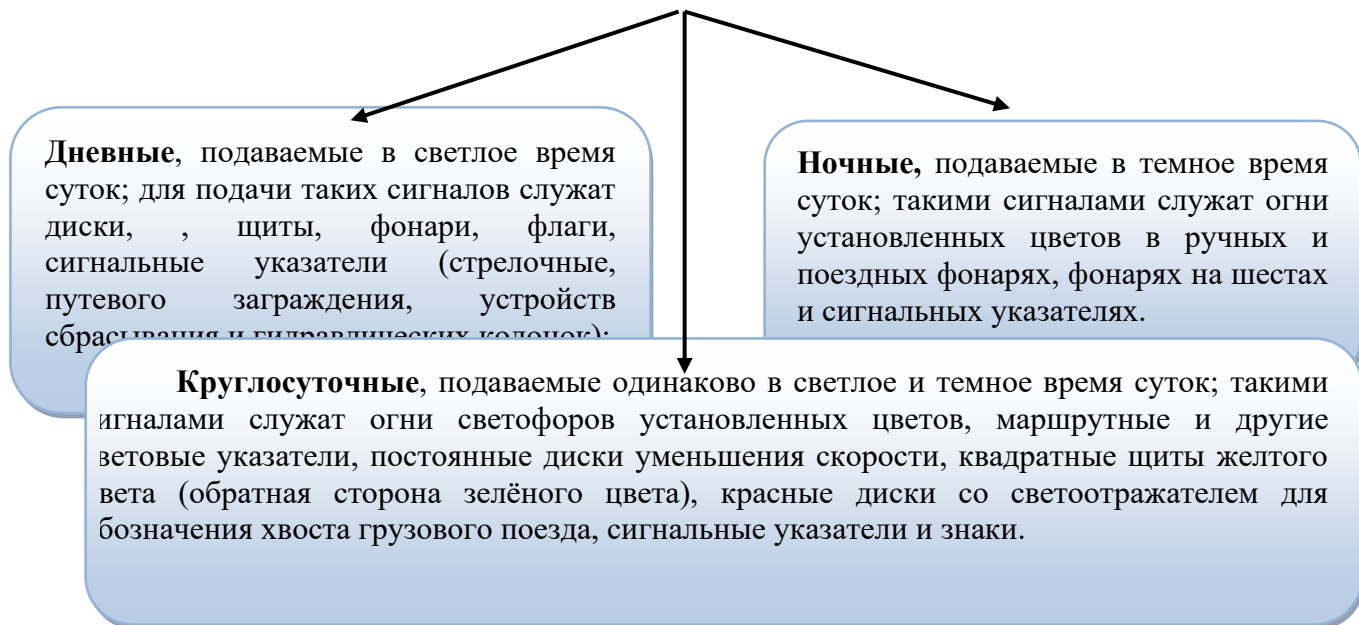 Дневные, подаваемые в светлое время
суток; для подачи таких сигналов служат
диски, , щиты, фонари, флаги,
сигнальные указатели (стрелочные,
путевого заграждения, устройств
сбрасывания и гидравлических колонок);
Ночные, подаваемые в темное время
суток; такими сигналами служат огни
установленных цветов в ручных и
поездных фонарях, фонарях на шестах
и сигнальных указателях.
Круглосуточные, подаваемые одинаково в светлое и темное время суток; такими
игналами служат огни светофоров установленных цветов, маршрутные и другие
ветовые указатели, постоянные диски уменьшения скорости, квадратные щиты желтого
вета (обратная сторона зелёного цвета), красные диски со светоотражателем для
бозначения хвоста грузового поезда, сигнальные указатели и знаки.